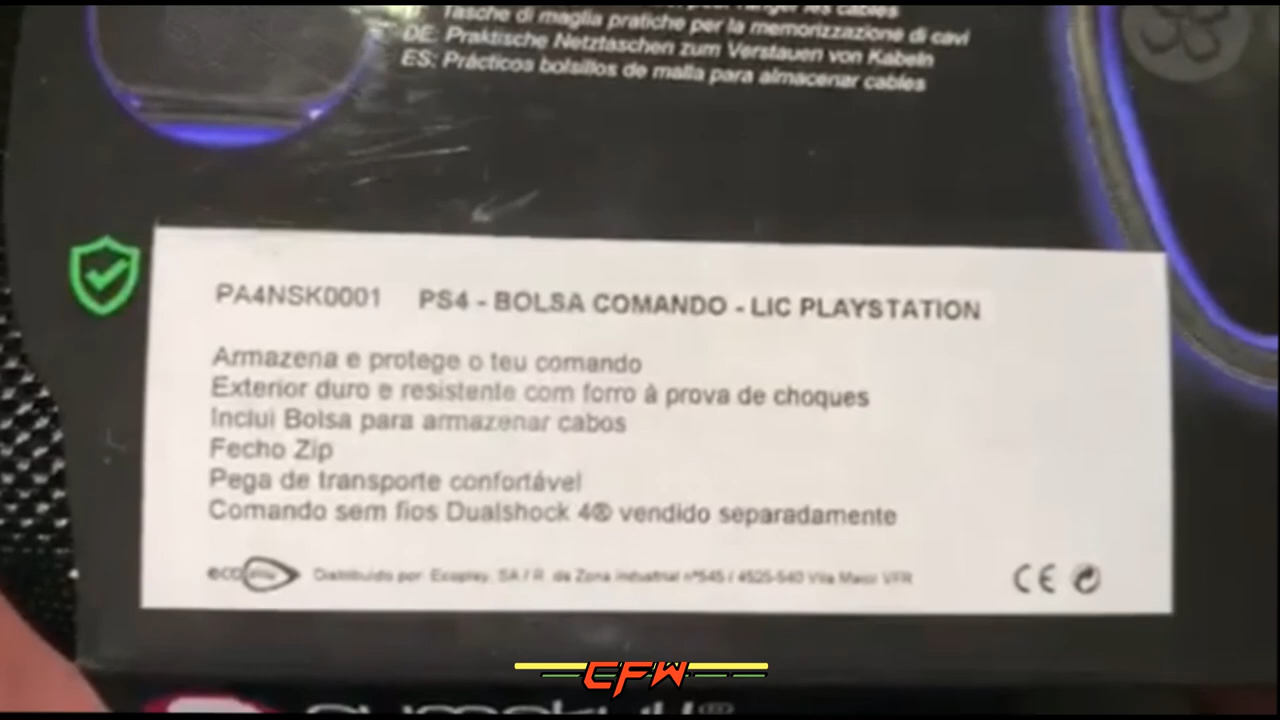 les câbles
Tasche di maglia pratiche per la memorizzazione di cavi
DE: Praktische Netztaschen zum Verstauen von Kabeln
ES: Prácticos bolsillos de malla para almacenar cables
PA4NSK0001 PS4 - BOLSA COMANDO - LIC PLAYSTATION
Armazena e protege o teu comando
Exterior duro e resistente com forro à prova de choques
Inclui Bolsa para armazenar cabos
Fecho Zip
Pega de transporte confortável
Comando sem fios Dualshock 4® vendido separadamente
eco Distribuido por: Ecoplay, SA / R. da Zona Industrial nº545 / 4525-540 Vila Maior VFR CE
CFW